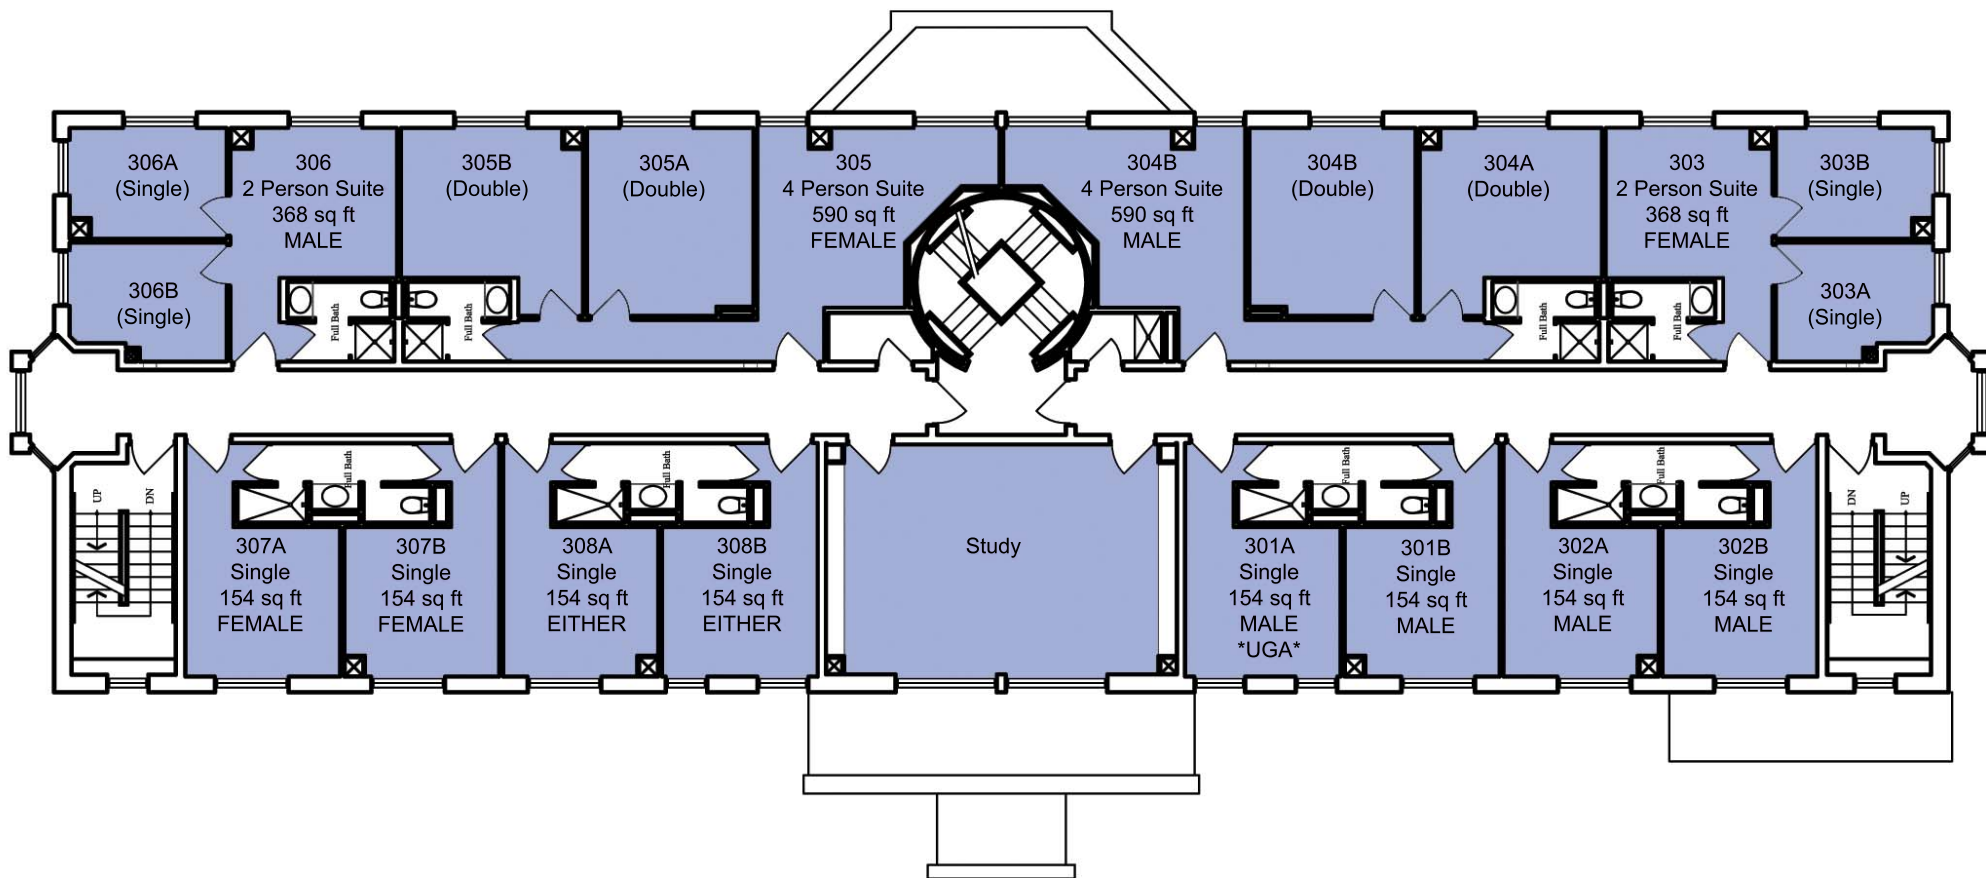 306A
(Single)
306
2 Person Suite
368 sq ft
MALE
305B
(Double)
305A
(Double)
305
4 Person Suite
590 sq ft
FEMALE
304B
4 Person Suite
590 sq ft
MALE
304B
(Double)
304A
(Double)
303
2 Person Suite
368 sq ft
FEMALE
303B
(Single)
306B
(Single)
303A
(Single)
Full Bath
Full Bath
Full Bath
Full Bath
Full Bath
Full Bath
Full Bath
Full Bath
UP
DN
DN
UP
307A
Single
154 sq ft
FEMALE
307B
Single
154 sq ft
FEMALE
308A
Single
154 sq ft
EITHER
308B
Single
154 sq ft
EITHER
Study
301A
Single
154 sq ft
MALE
*UGA*
301B
Single
154 sq ft
MALE
302A
Single
154 sq ft
MALE
302B
Single
154 sq ft
MALE